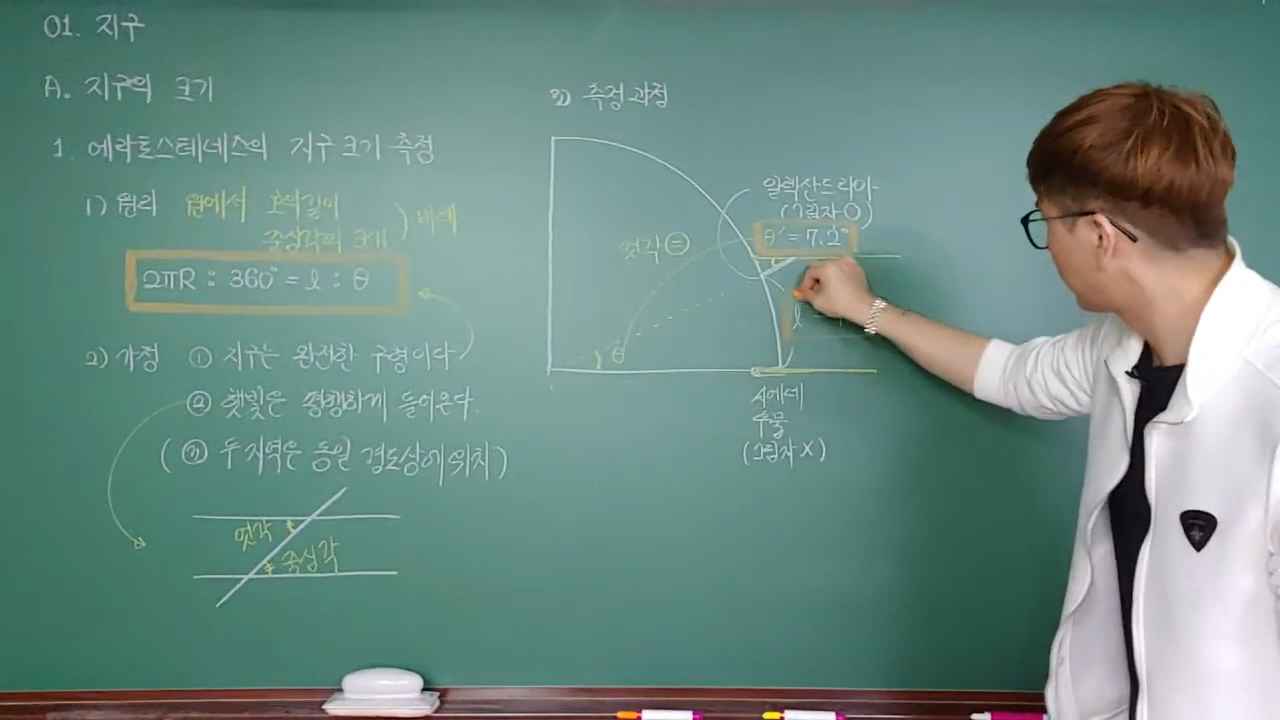 01. 지구
A. 지구의 크기
1. 에라토스테네스의 지구 크기 측정
1) 원리 원에서 호의 길이
중심각의 크기 ) 비례
2πR : 360° = l : θ
2) 가정 ① 지구는 완전한 구형이다
② 햇빛은 평행하게 들어온다.
(③ 두 지역은 동일 경도상에 위치)
엇각
중심각
3) 측정 과정
알렉산드리아
(그림자 O)
엇각 =
θ' = 7.2°
l
θ
시에네
우물
(그림자 X)